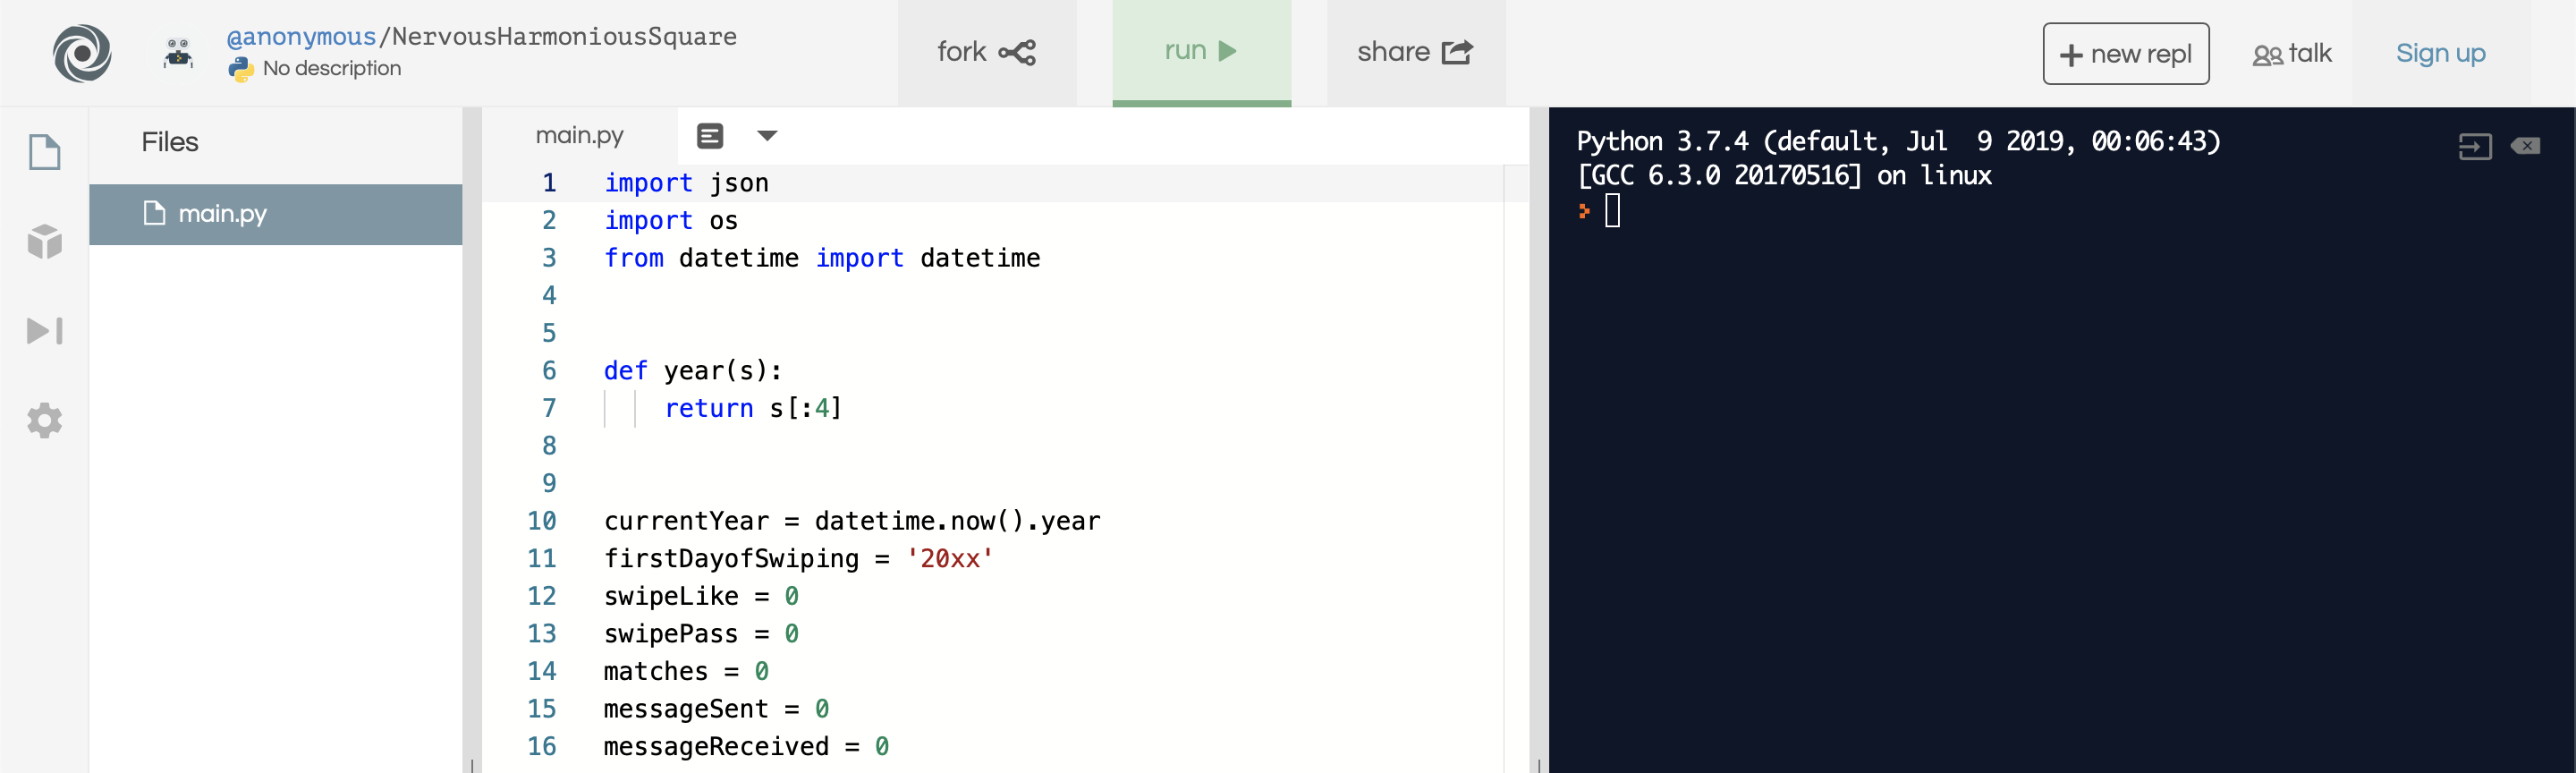 @anonymous/NervousHarmoniousSquare
No description
fork
run
share
+ new repl
talk
Sign up
Files
main.py
main.py
1 import json
2 import os
3 from datetime import datetime
4
5
6 def year(s):
7     return s[:4]
8
9
10 currentYear = datetime.now().year
11 firstDayofSwiping = '20xx'
12 swipeLike = 0
13 swipePass = 0
14 matches = 0
15 messageSent = 0
16 messageReceived = 0
Python 3.7.4 (default, Jul  9 2019, 00:06:43)
[GCC 6.3.0 20170516] on linux